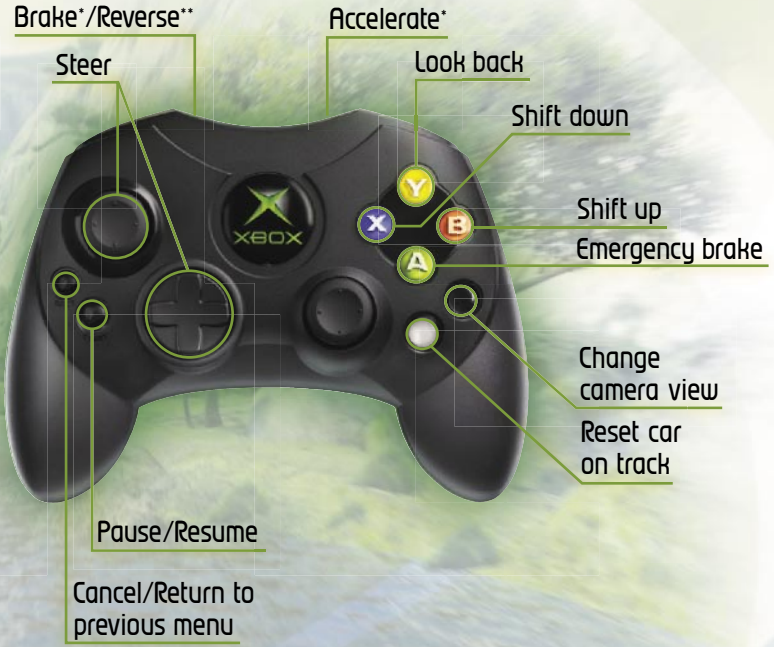 Brake*/Reverse**
Accelerate*
Steer
Look back
Shift down
Y
X
B
XBOX
Shift up
A
Emergency brake
Change
camera view
Reset car
on track
Pause/Resume
Cancel/Return to
previous menu